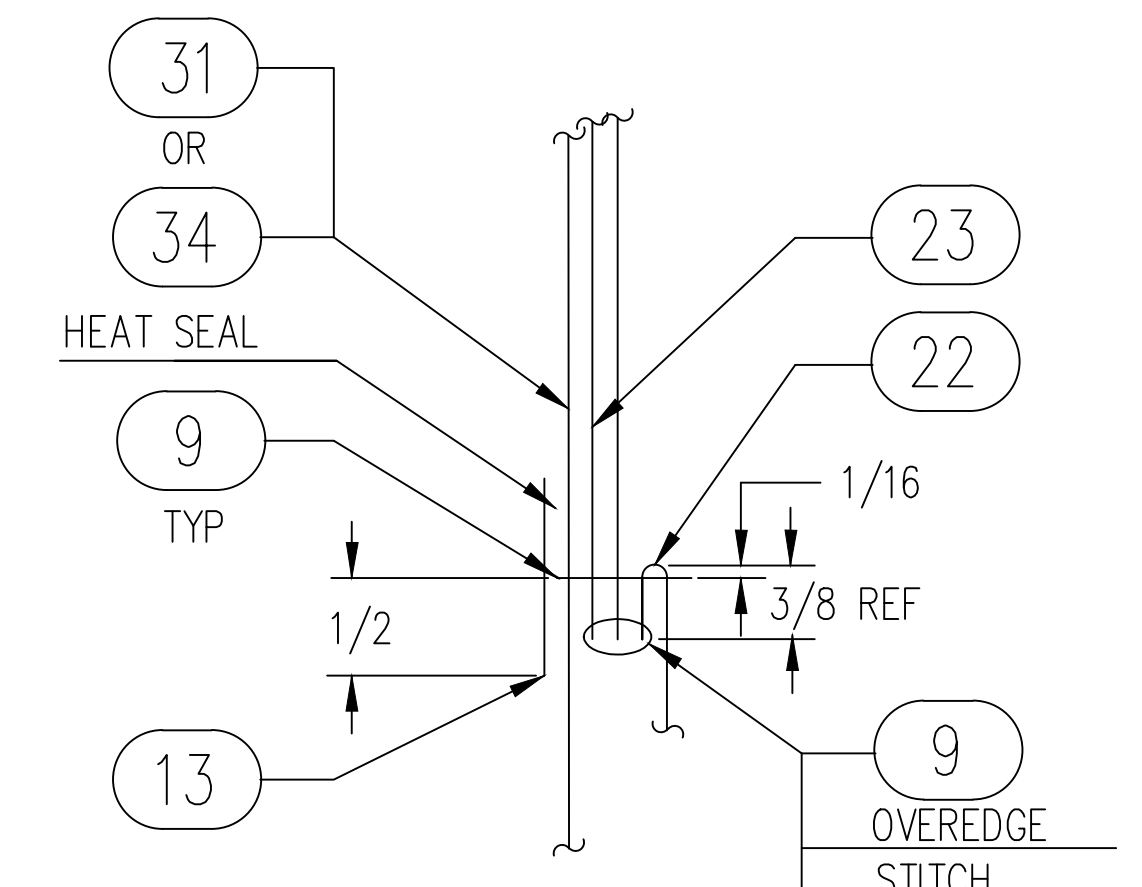 31
OR
34
HEAT SEAL
9
TYP
1/2
13
23
22
1/16
3/8 REF
9
OVEREDGE
STITCH